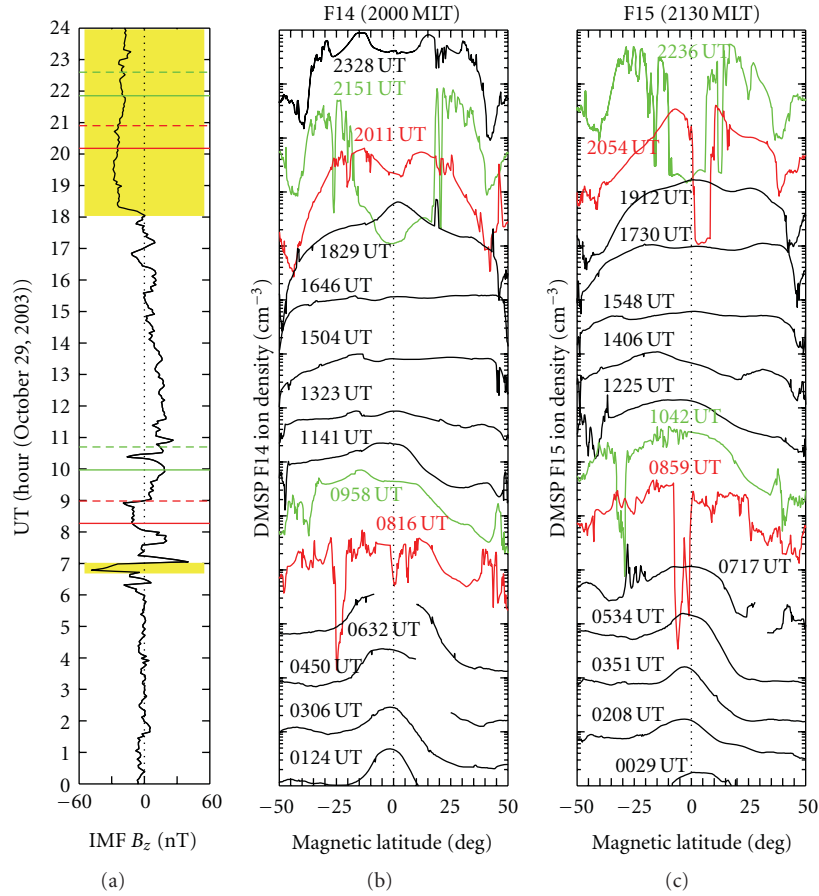 F14 (2000 MLT)
F15 (2130 MLT)
24
23
22
21
20
19
18
17
16
15
14
13
12
11
10
9
8
7
6
5
4
3
2
1
0
UT (hour (October 29, 2003))
−60
0
60
IMF Bz (nT)
(a)
DMSP F14 ion density (cm−3)
2328 UT
2151 UT
2011 UT
1829 UT
1646 UT
1504 UT
1323 UT
1141 UT
0958 UT
0816 UT
0632 UT
0450 UT
0306 UT
0124 UT
−50
−25
0
25
50
Magnetic latitude (deg)
(b)
DMSP F15 ion density (cm−3)
2236 UT
2054 UT
1912 UT
1730 UT
1548 UT
1406 UT
1225 UT
1042 UT
0859 UT
0717 UT
0534 UT
0351 UT
0208 UT
0029 UT
−50
−25
0
25
50
Magnetic latitude (deg)
(c)